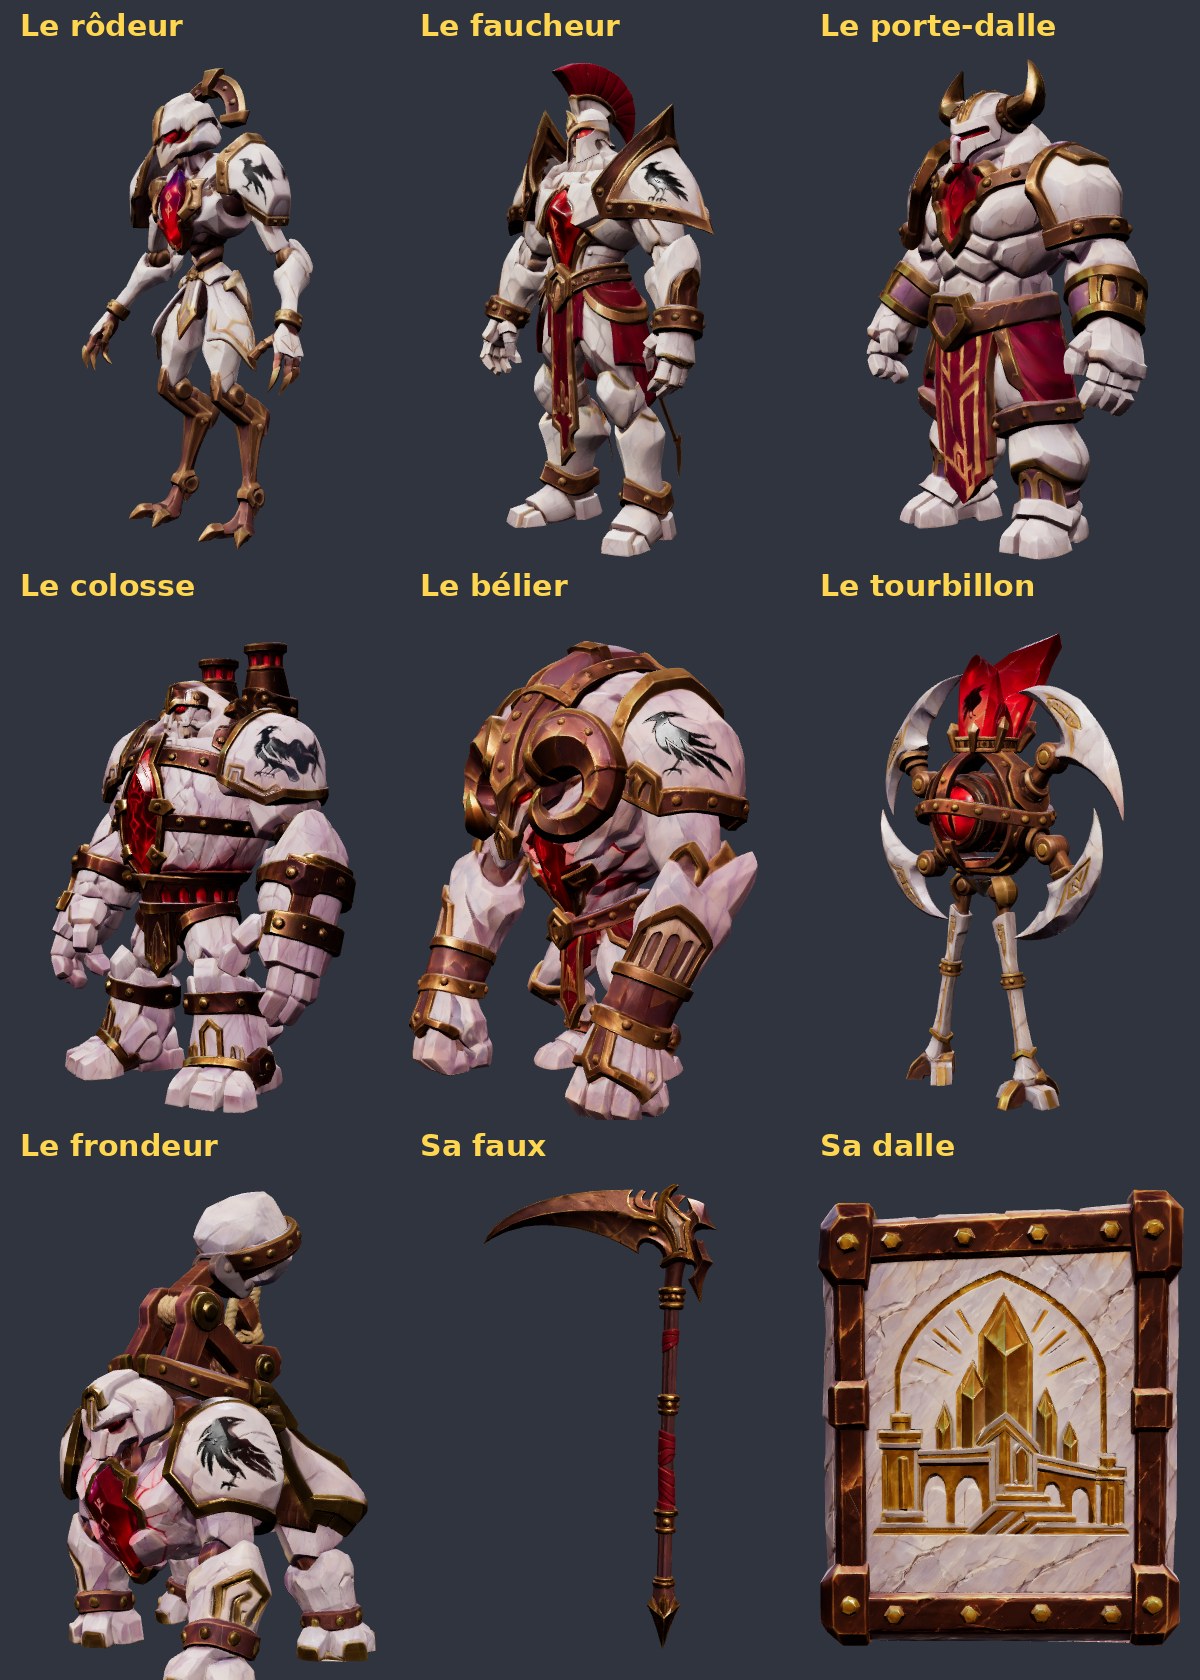 Le rôdeur
Le faucheur
Le porte-dalle
Le colosse
Le bélier
Le tourbillon
Le frondeur
Sa faux
Sa dalle